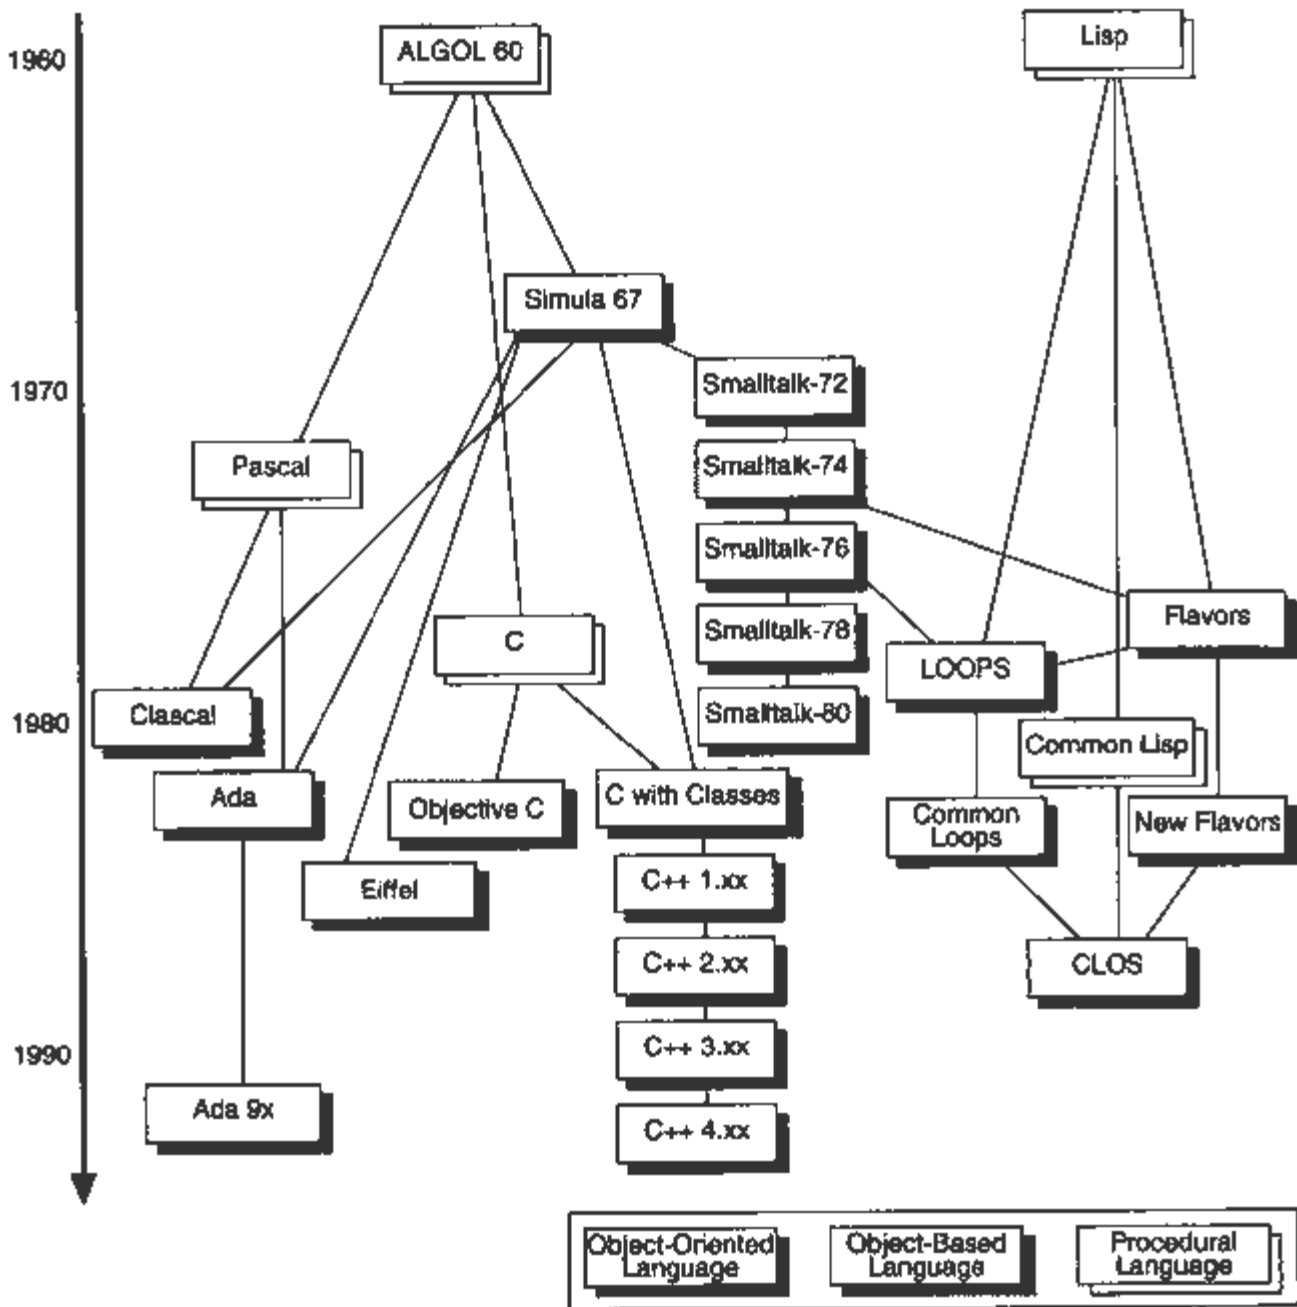 1960
ALGOL 60
Lisp
Simula 67
1970
Smalltalk-72
Pascal
Smalltalk-74
Smalltalk-76
Flavors
C
Smalltalk-78
LOOPS
Clascal
1980
Smalltalk-80
Common Lisp
Ada
Objective C
C with Classes
Common
Loops
New Flavors
Eiffel
C++ 1.xx
C++ 2.xx
CLOS
C++ 3.xx
1990
Ada 9x
C++ 4.xx
Object-Oriented
Language
Object-Based
Language
Procedural
Language